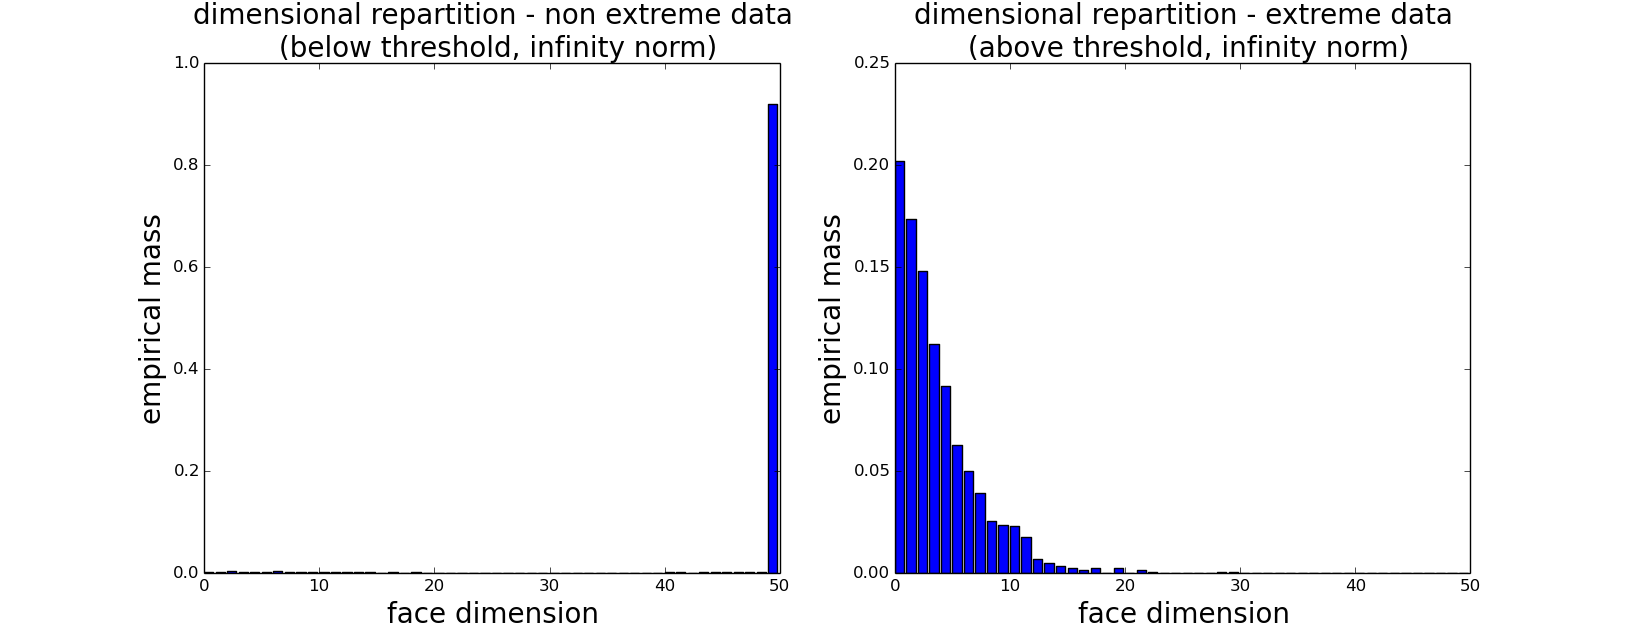 dimensional repartition - non extreme data
(below threshold, infinity norm)
1.0
0.8
0.6
0.4
0.2
0.0
0 10 20 30 40 50
empirical mass
face dimension
dimensional repartition - extreme data
(above threshold, infinity norm)
0.25
0.20
0.15
0.10
0.05
0.00
0 10 20 30 40 50
empirical mass
face dimension